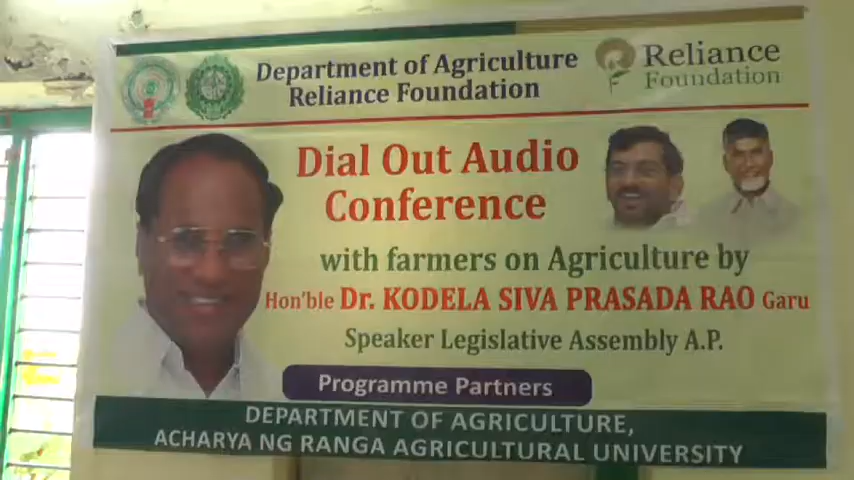 Department of Agriculture
Reliance Foundation
Reliance
FOUNDATION
Dial Out Audio
Conference
with farmers on Agriculture by
Hon'ble Dr. KODELA SIVA PRASADA RAO Garu
Speaker Legislative Assembly A.P.
Programme Partners
DEPARTMENT OF AGRICULTURE,
ACHARYA NG RANGA AGRICULTURAL UNIVERSITY